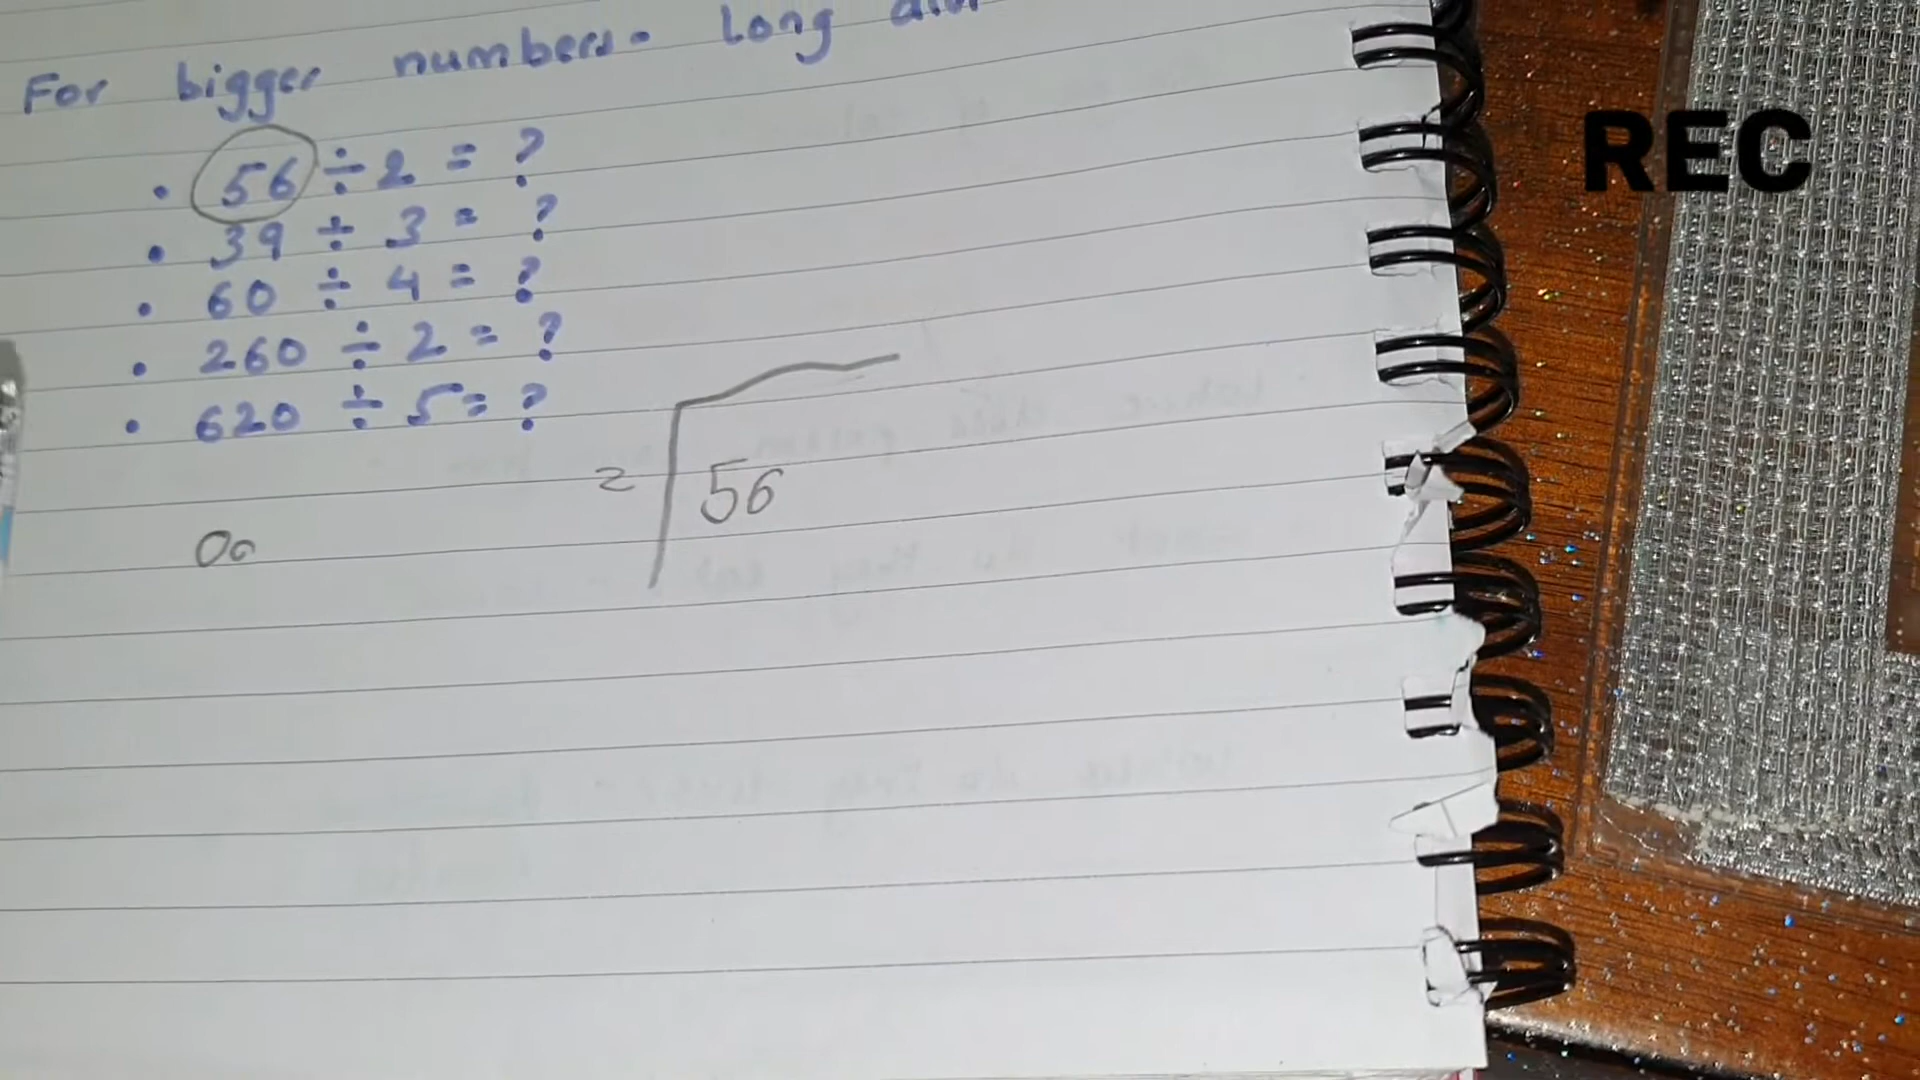 For bigger numbers - Long
REC
• 56 ÷ 2 = ?
• 39 ÷ 3 = ?
• 60 ÷ 4 = ?
• 260 ÷ 2 = ?
• 620 ÷ 5 = ?
2 56